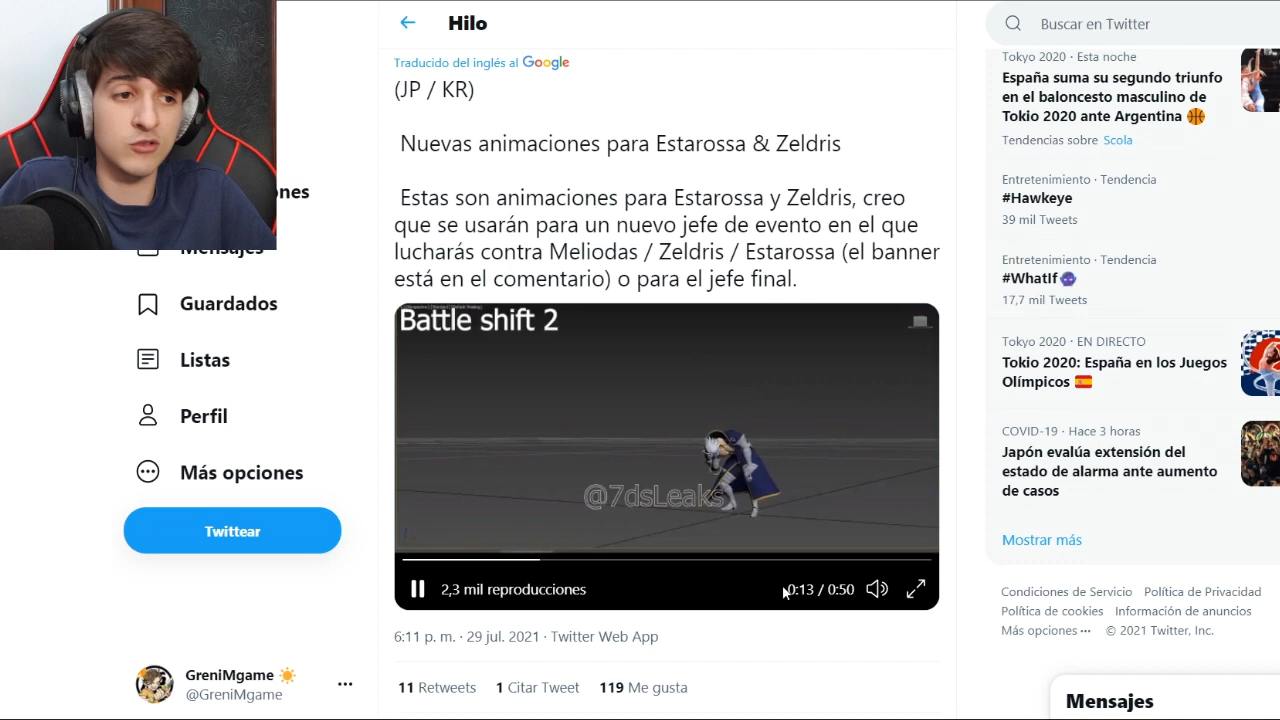 Hilo
Buscar en Twitter
Traducido del inglés al Google
(JP / KR)
Nuevas animaciones para Estarossa & Zeldris
Estas son animaciones para Estarossa y Zeldris, creo
que se usarán para un nuevo jefe de evento en el que
lucharás contra Meliodas / Zeldris / Estarossa (el banner
está en el comentario) o para el jefe final.
Battle shift 2
@7dsLeaks
2,3 mil reproducciones
0:13 / 0:50
6:11 p. m. · 29 jul. 2021 · Twitter Web App
11 Retweets
1 Citar Tweet
119 Me gusta
Guardados
Listas
Perfil
Más opciones
Twittear
GreniMgame
@GreniMgame
Tokyo 2020 · Esta noche
España suma su segundo triunfo
en el baloncesto masculino de
Tokio 2020 ante Argentina
Tendencias sobre Scola
Entretenimiento · Tendencia
#Hawkeye
39 mil Tweets
Entretenimiento · Tendencia
#WhatIf
17,7 mil Tweets
Tokyo 2020 · EN DIRECTO
Tokio 2020: España en los Juegos
Olímpicos
COVID-19 · Hace 3 horas
Japón evalúa extensión del
estado de alarma ante aumento
de casos
Mostrar más
Condiciones de Servicio Política de Privacidad
Política de cookies Información de anuncios
Más opciones ··· © 2021 Twitter, Inc.
Mensajes